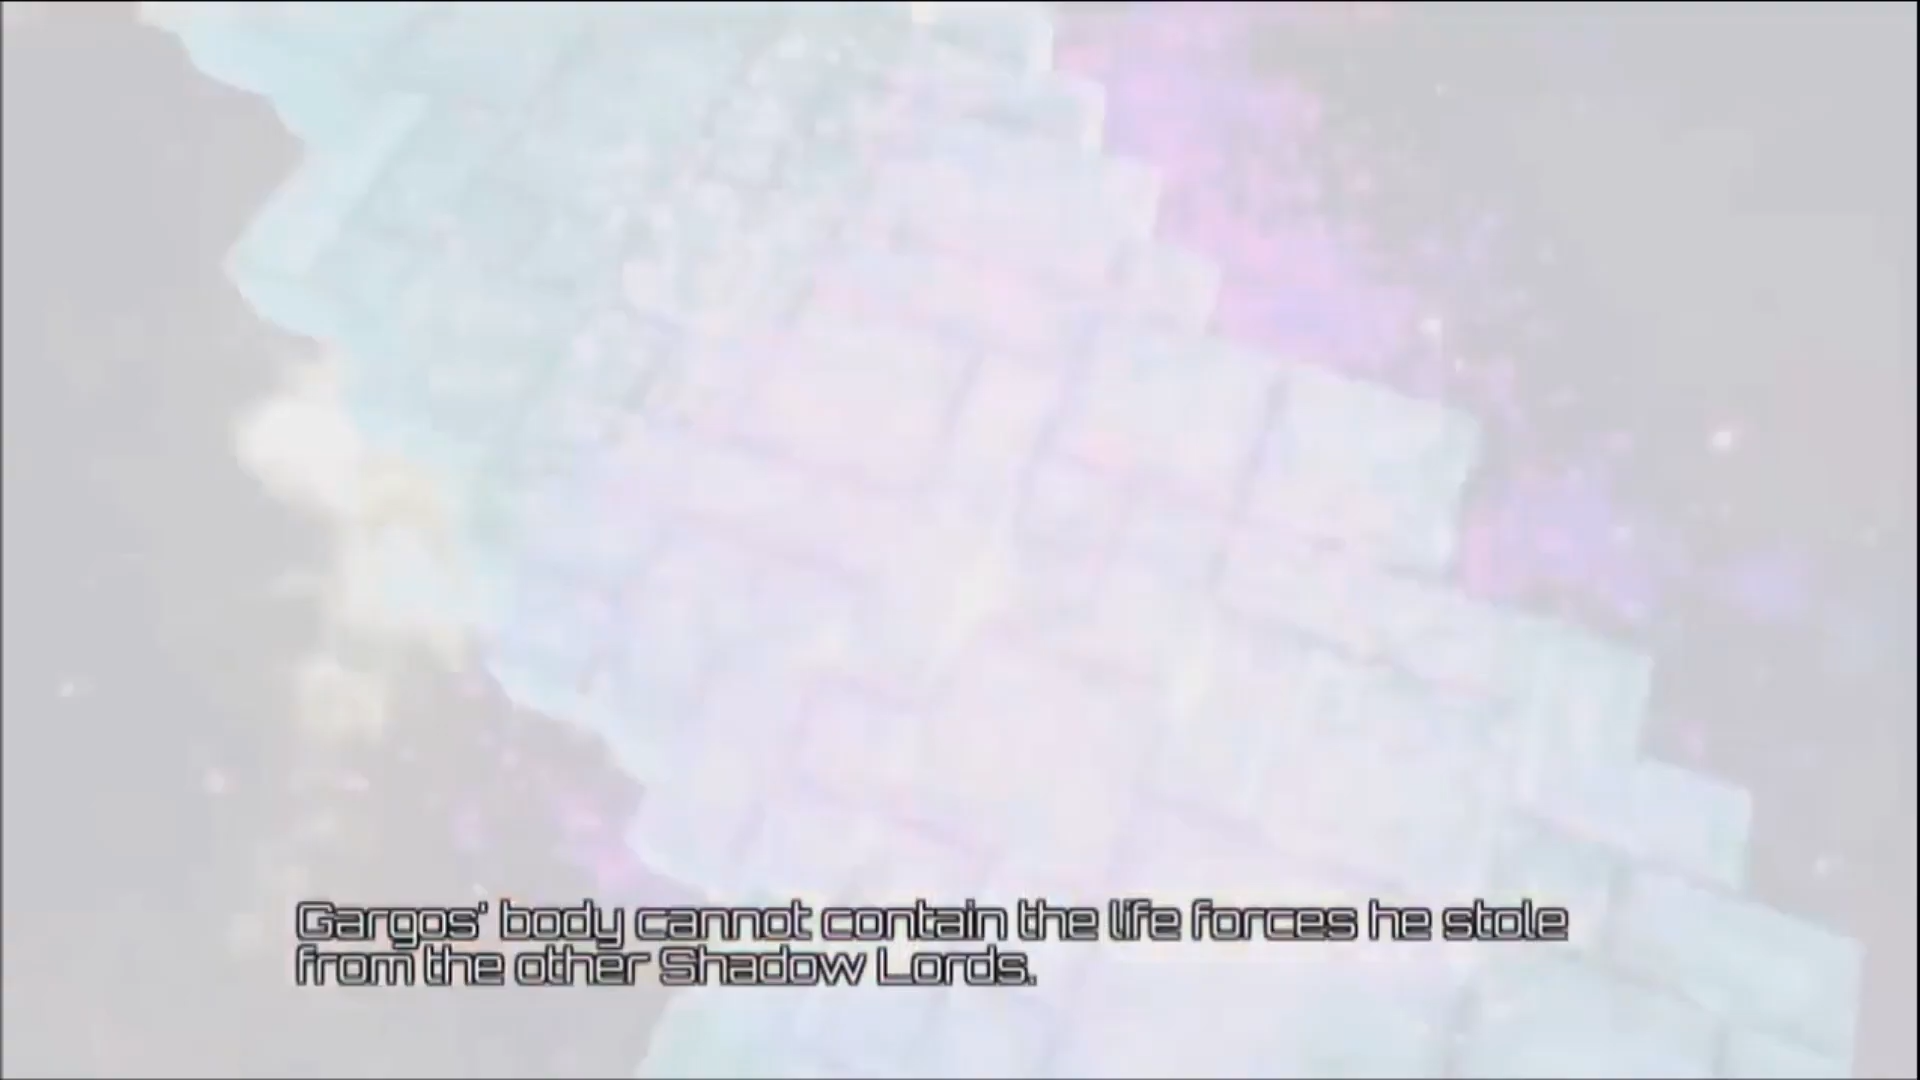 Gargos' body cannot contain the life forces he stole
from the other Shadow Lords.